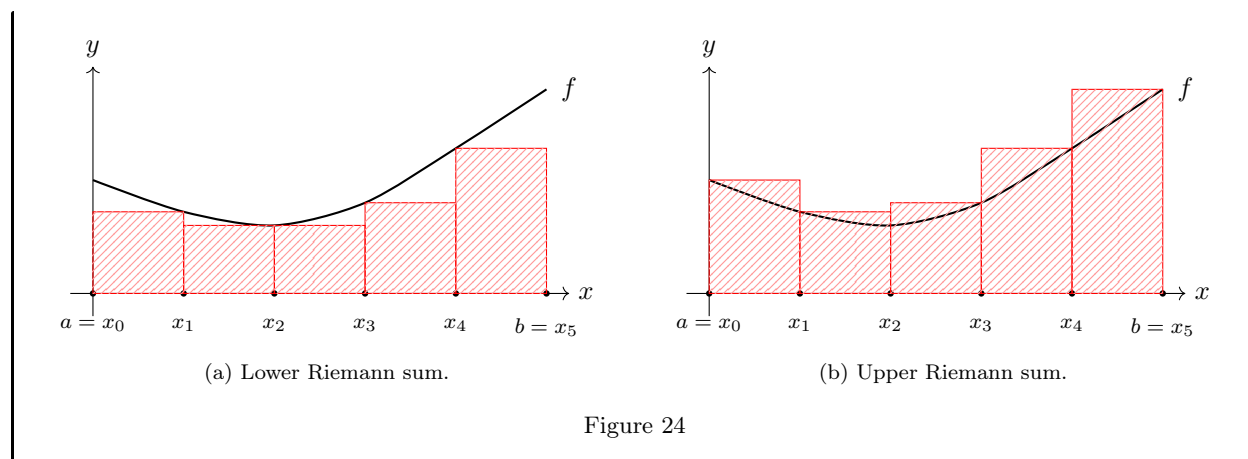 y
f
x
a = x₀ x₁ x₂ x₃ x₄ b = x₅
(a) Lower Riemann sum.
y
f
x
a = x₀ x₁ x₂ x₃ x₄ b = x₅
(b) Upper Riemann sum.
Figure 24